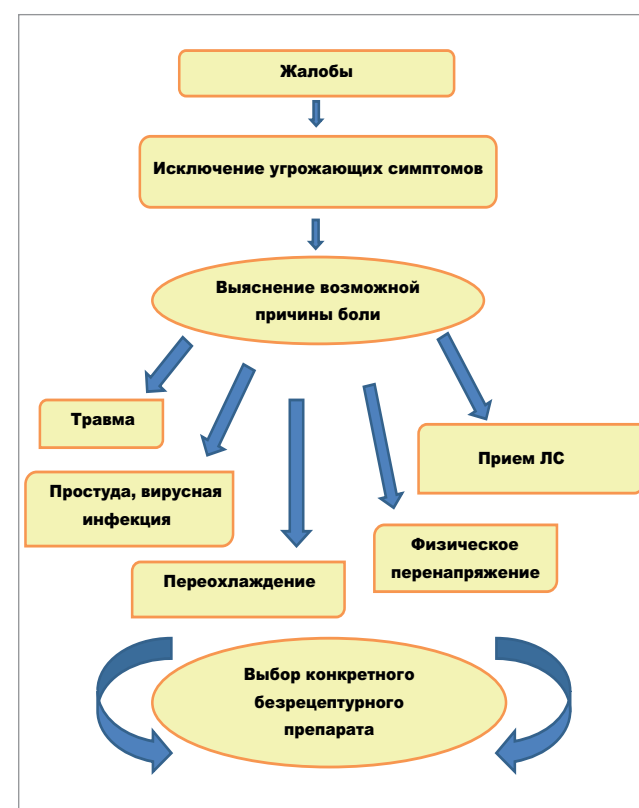 Жалобы
Исключение угрожающих симптомов
Выяснение возможной
причины боли
Травма
Прием ЛС
Простуда, вирусная
инфекция
Физическое
перенапряжение
Переохлаждение
Выбор конкретного
безрецептурного
препарата